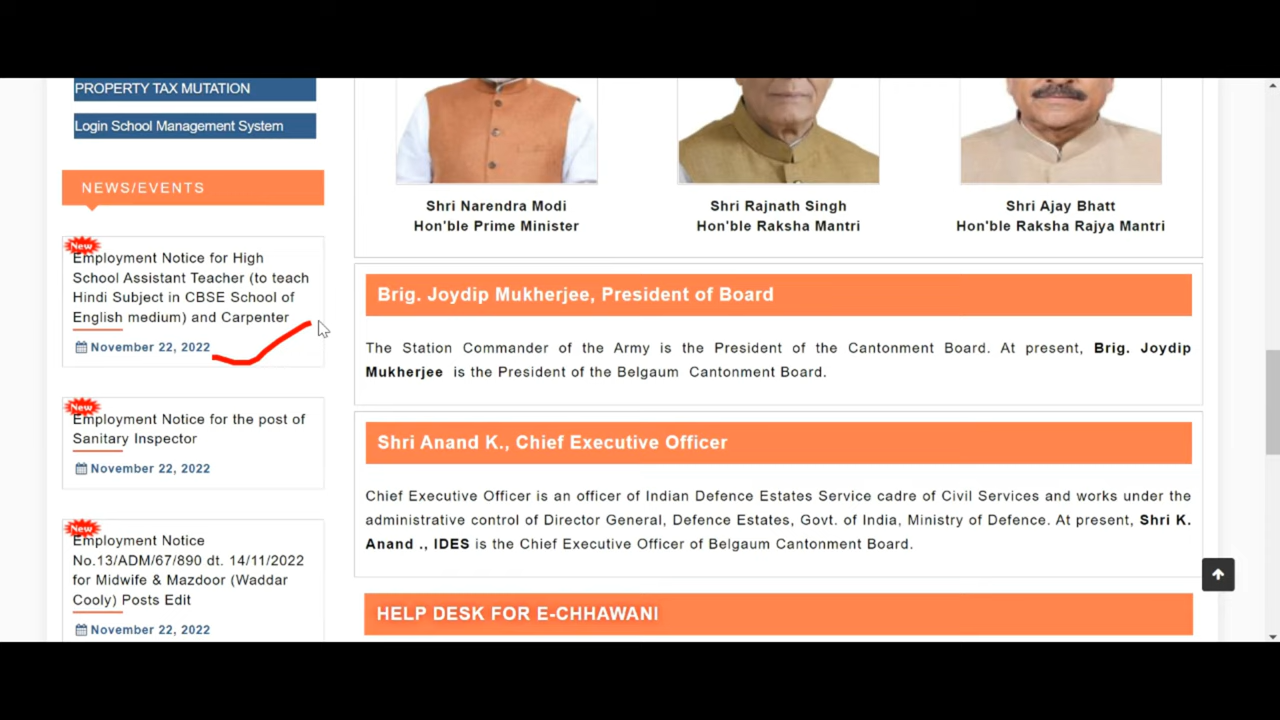 PROPERTY TAX MUTATION
Login School Management System
NEWS/EVENTS
New
Employment Notice for High
School Assistant Teacher (to teach
Hindi Subject in CBSE School of
English medium) and Carpenter
November 22, 2022
New
Employment Notice for the post of
Sanitary Inspector
November 22, 2022
New
Employment Notice
No.13/ADM/67/890 dt. 14/11/2022
for Midwife & Mazdoor (Waddar
Cooly) Posts Edit
November 22, 2022
Shri Narendra Modi
Hon'ble Prime Minister
Shri Rajnath Singh
Hon'ble Raksha Mantri
Shri Ajay Bhatt
Hon'ble Raksha Rajya Mantri
Brig. Joydip Mukherjee, President of Board
The Station Commander of the Army is the President of the Cantonment Board. At present, Brig. Joydip
Mukherjee is the President of the Belgaum Cantonment Board.
Shri Anand K., Chief Executive Officer
Chief Executive Officer is an officer of Indian Defence Estates Service cadre of Civil Services and works under the
administrative control of Director General, Defence Estates, Govt. of India, Ministry of Defence. At present, Shri K.
Anand ., IDES is the Chief Executive Officer of Belgaum Cantonment Board.
HELP DESK FOR E-CHHAWANI